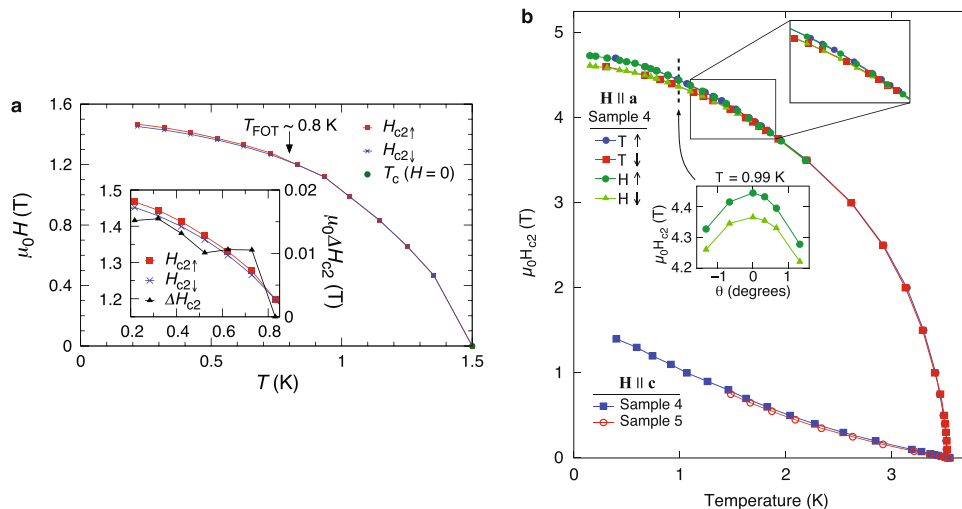 a
μ₀H (T)
1.6
1.2
0.8
0.4
0
0
0.5
1
1.5
T (K)
T_FOT ~ 0.8 K
H_c2↑
H_c2↓
T_c (H = 0)
1.5
1.4
1.3
1.2
0.2
0.4
0.6
0.8
0.02
0.01
0
μ₀ΔH_c2 (T)
H_c2↑
H_c2↓
ΔH_c2
b
μ₀H_c2 (T)
5
4
3
2
1
0
0
1
2
3
Temperature (K)
H || a
Sample 4
T ↑
T ↓
H ↑
H ↓
T = 0.99 K
μ₀H_c2 (T)
4.4
4.3
4.2
−1
0
1
θ (degrees)
H || c
Sample 4
Sample 5